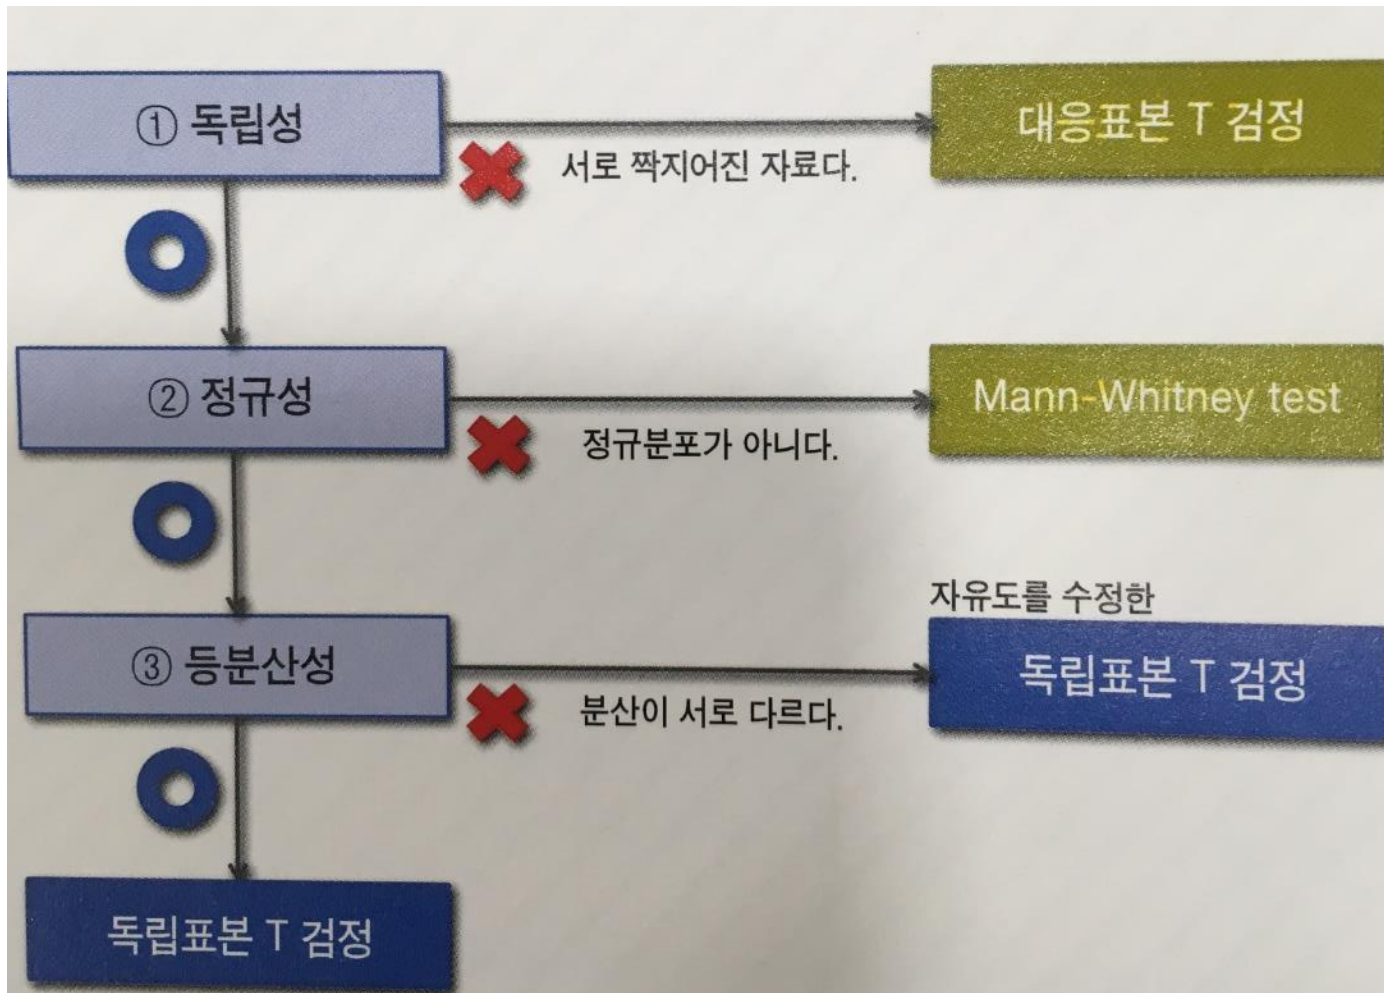 ① 독립성
서로 짝지어진 자료다.
대응표본 T 검정
② 정규성
정규분포가 아니다.
Mann-Whitney test
③ 등분산성
분산이 서로 다르다.
자유도를 수정한
독립표본 T 검정
독립표본 T 검정